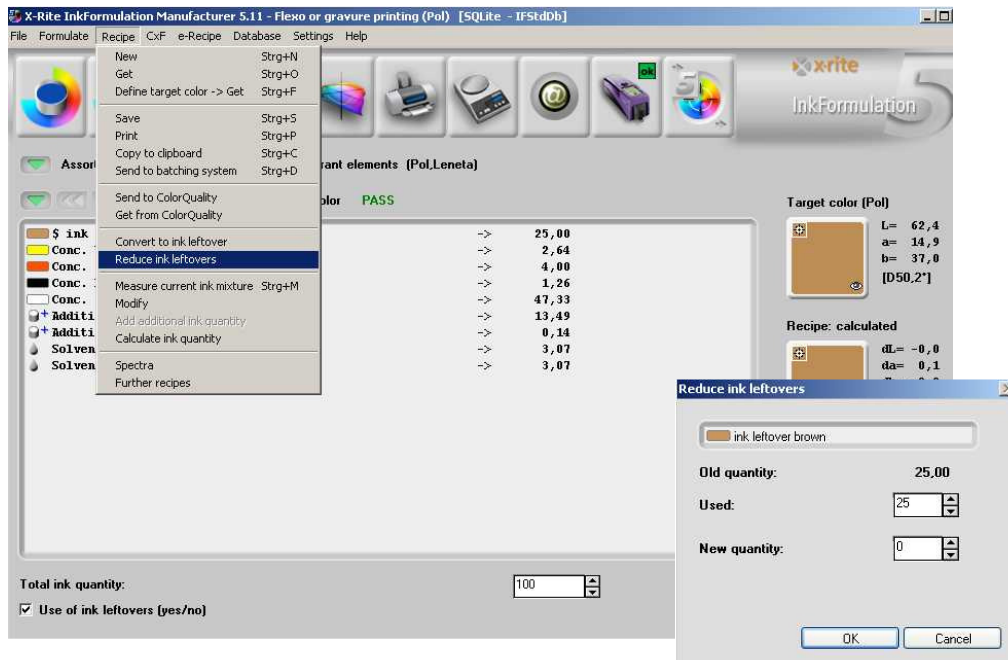 X-Rite InkFormulation Manufacturer 5.11 - Flexo or gravure printing (Pol) [SQLite - IFStdDb]
File Formulate Recipe CxF e-Recipe Database Settings Help
New Strg+N
Get Strg+O
Define target color -> Get Strg+F
Save Strg+S
Print Strg+P
Copy to clipboard Strg+C
Send to batching system Strg+D
Send to ColorQuality
Get from ColorQuality
Convert to ink leftover
Reduce ink leftovers
Measure current ink mixture Strg+M
Modify
Add additional ink quantity
Calculate ink quantity
Spectra
Further recipes
ok
5
x-rite
InkFormulation 5
Assor rant elements (Pol,Leneta)
olor PASS
$ ink -> 25,00
Conc. -> 2,64
Conc. -> 4,00
Conc. -> 1,26
Conc. -> 47,33
Additi -> 13,49
Additi -> 0,14
Solven -> 3,07
Solven -> 3,07
Target color (Pol)
L= 62,4
a= 14,9
b= 37,0
[D50,2°]
Recipe: calculated
dL= -0,0
da= 0,1
Total ink quantity: 100
Use of ink leftovers (yes/no)
Reduce ink leftovers
ink leftover brown
Old quantity: 25,00
Used: 25
New quantity: 0
OK Cancel